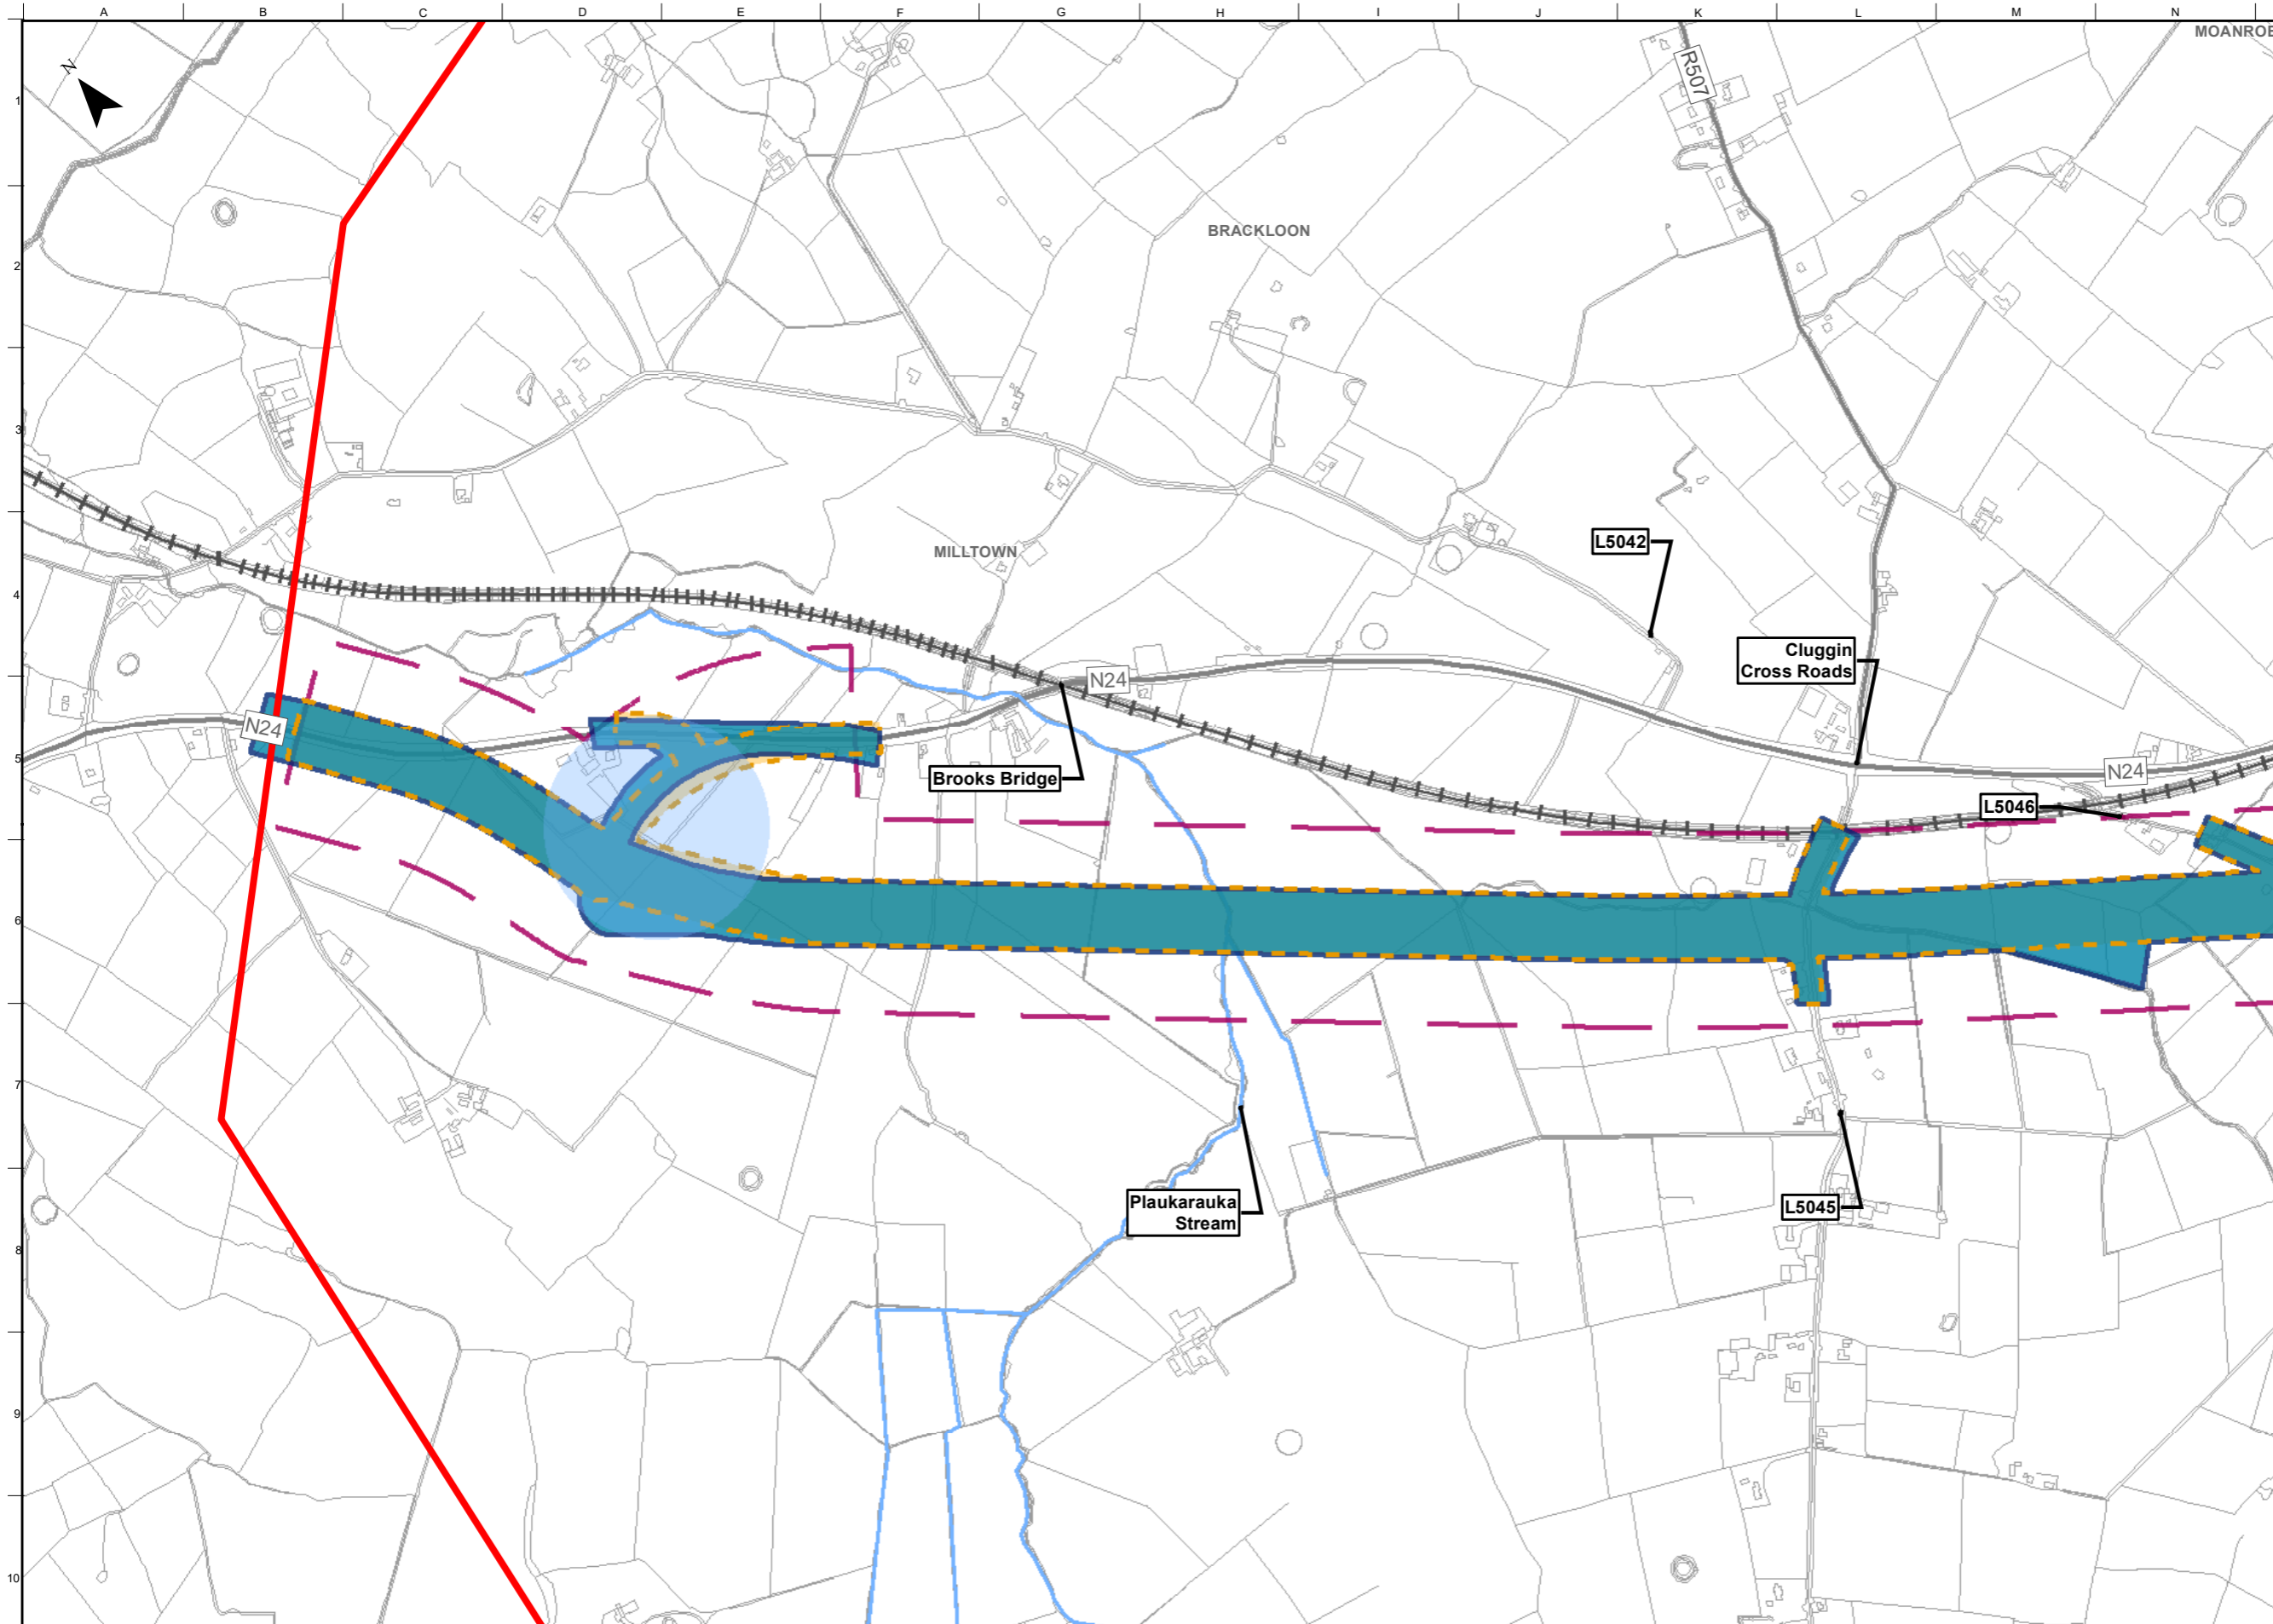 A B C D E F G H I J K L M N
MOANROE
N
R507
1
BRACKLOON
2
3
L5042
MILLTOWN
4
Cluggin
Cross Roads
N24
N24
5
Brooks Bridge
N24
L5046
6
7
Plaukarauka
Stream
L5045
8
9
10